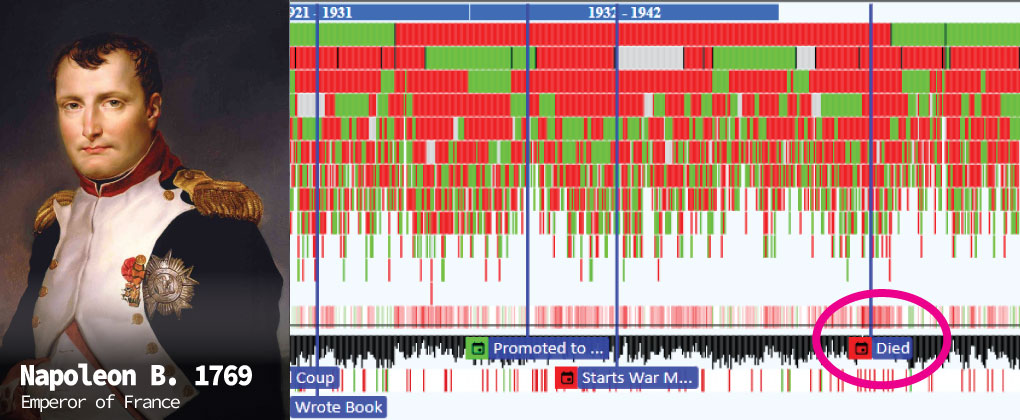 921 - 1931
1932 - 1942
Promoted to ...
Died
l Coup
Starts War M...
Wrote Book
Napoleon B. 1769
Emperor of France